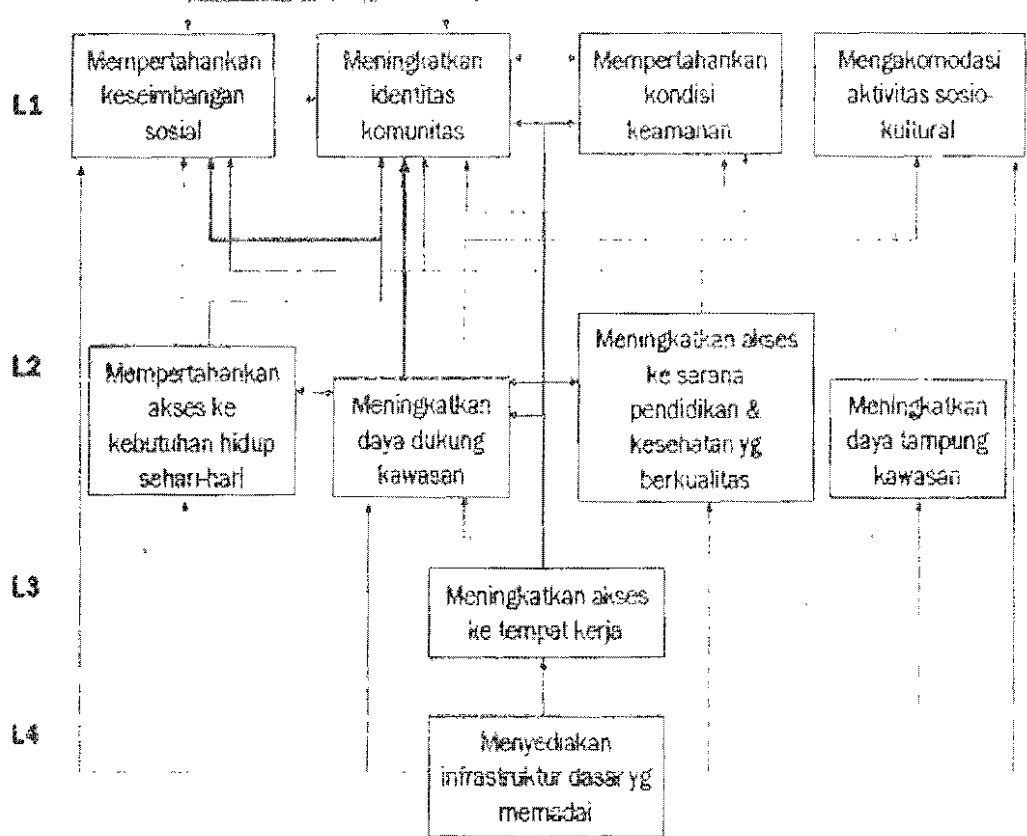 L1
Mempertahankan
keseimbangan
sosial
Meningkatkan
identitas
komunitas
Mempertahankan
kondisi
keamanan
Mengakomodasi
aktivitas sosio-
kultural
L2
Mempertahankan
akses ke
kebutuhan hidup
sehari-hari
Meningkatkan
daya dukung
kawasan
Meningkatkan akses
ke sarana
pendidikan &
kesehatan yg
berkualitas
Meningkatkan
daya tampung
kawasan
L3
Meningkatkan akses
ke tempat kerja
L4
Menyediakan
infrastruktur dasar yg
memadai